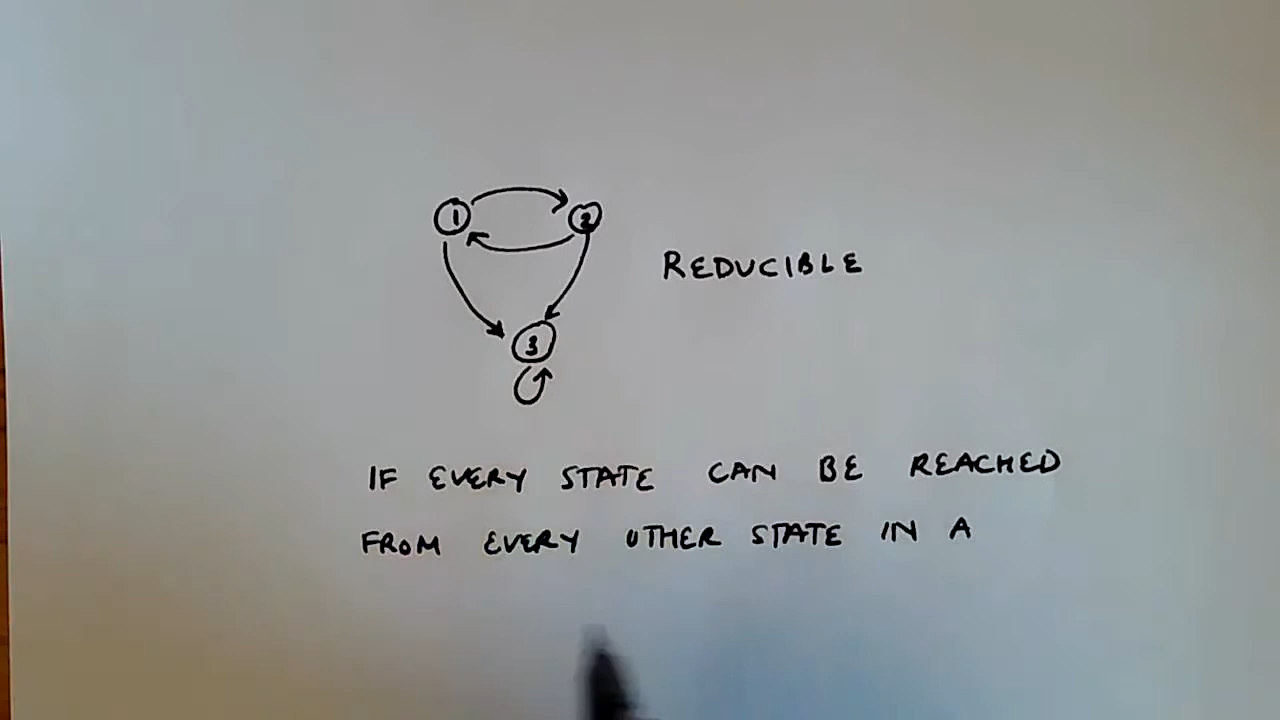 1
2
REDUCIBLE
3
IF EVERY STATE CAN BE REACHED
FROM EVERY OTHER STATE IN A